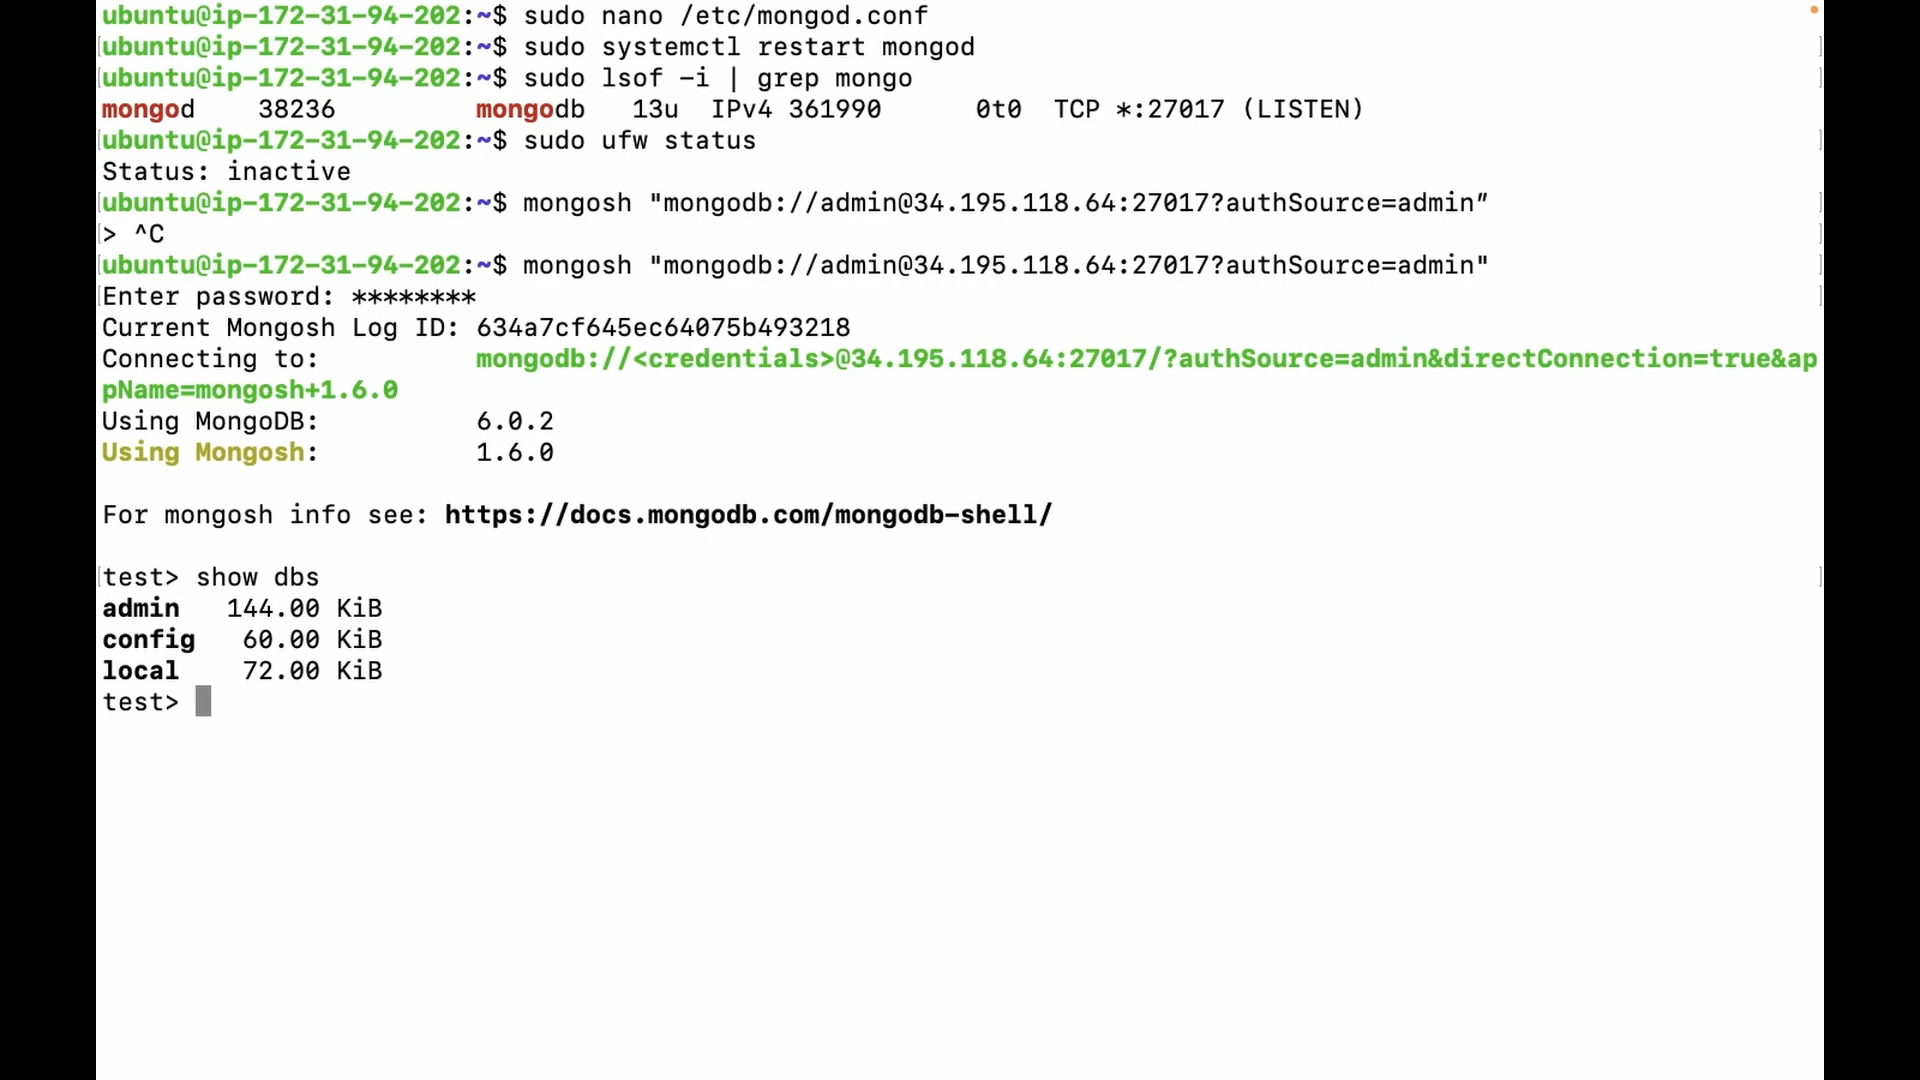 ubuntu@ip-172-31-94-202:~$ sudo nano /etc/mongod.conf
[ubuntu@ip-172-31-94-202:~$ sudo systemctl restart mongod ]
[ubuntu@ip-172-31-94-202:~$ sudo lsof -i | grep mongo ]
mongod    38236         mongodb   13u  IPv4 361990      0t0  TCP *:27017 (LISTEN)
[ubuntu@ip-172-31-94-202:~$ sudo ufw status ]
Status: inactive
[ubuntu@ip-172-31-94-202:~$ mongosh "mongodb://admin@34.195.118.64:27017?authSource=admin” ]
[> ^C ]
[ubuntu@ip-172-31-94-202:~$ mongosh "mongodb://admin@34.195.118.64:27017?authSource=admin" ]
[Enter password: ******** ]
Current Mongosh Log ID: 634a7cf645ec64075b493218
Connecting to:          mongodb://<credentials>@34.195.118.64:27017/?authSource=admin&directConnection=true&ap
pName=mongosh+1.6.0
Using MongoDB:          6.0.2
Using Mongosh:          1.6.0
For mongosh info see: https://docs.mongodb.com/mongodb-shell/
[test> show dbs ]
admin   144.00 KiB
config   60.00 KiB
local    72.00 KiB
test>